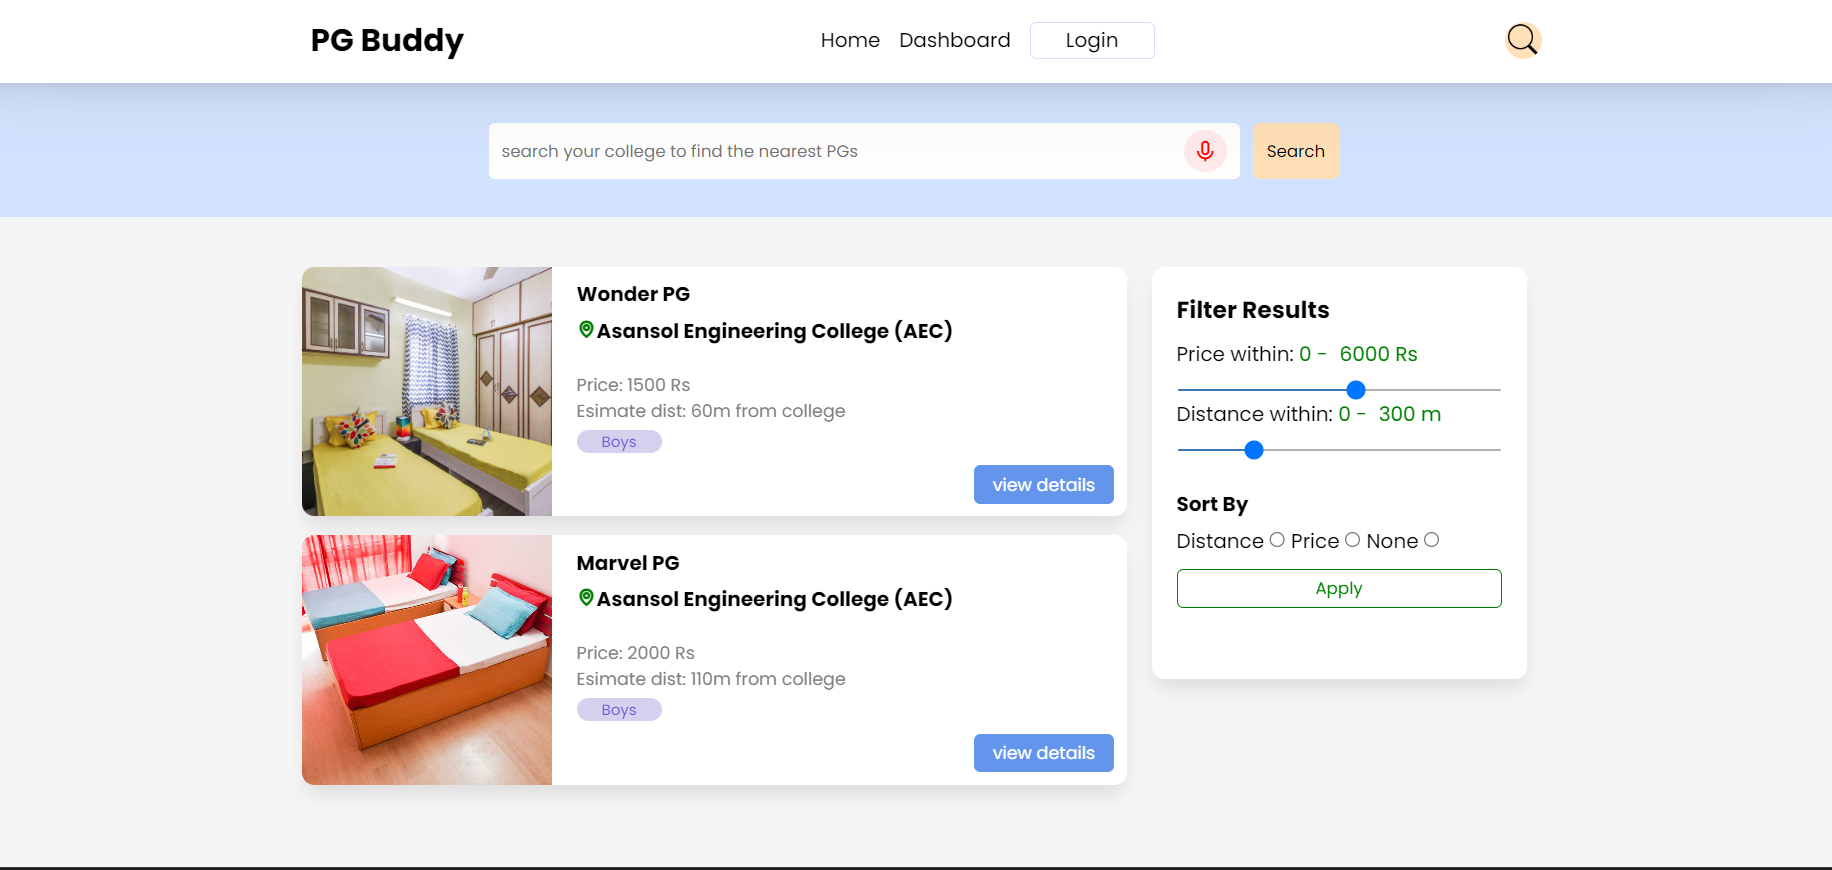 PG Buddy
Home Dashboard Login
search your college to find the nearest PGs
Search
Wonder PG
Asansol Engineering College (AEC)
Price: 1500 Rs
Esimate dist: 60m from college
Boys
view details
Marvel PG
Asansol Engineering College (AEC)
Price: 2000 Rs
Esimate dist: 110m from college
Boys
view details
Filter Results
Price within: 0 - 6000 Rs
Distance within: 0 - 300 m
Sort By
Distance Price None
Apply